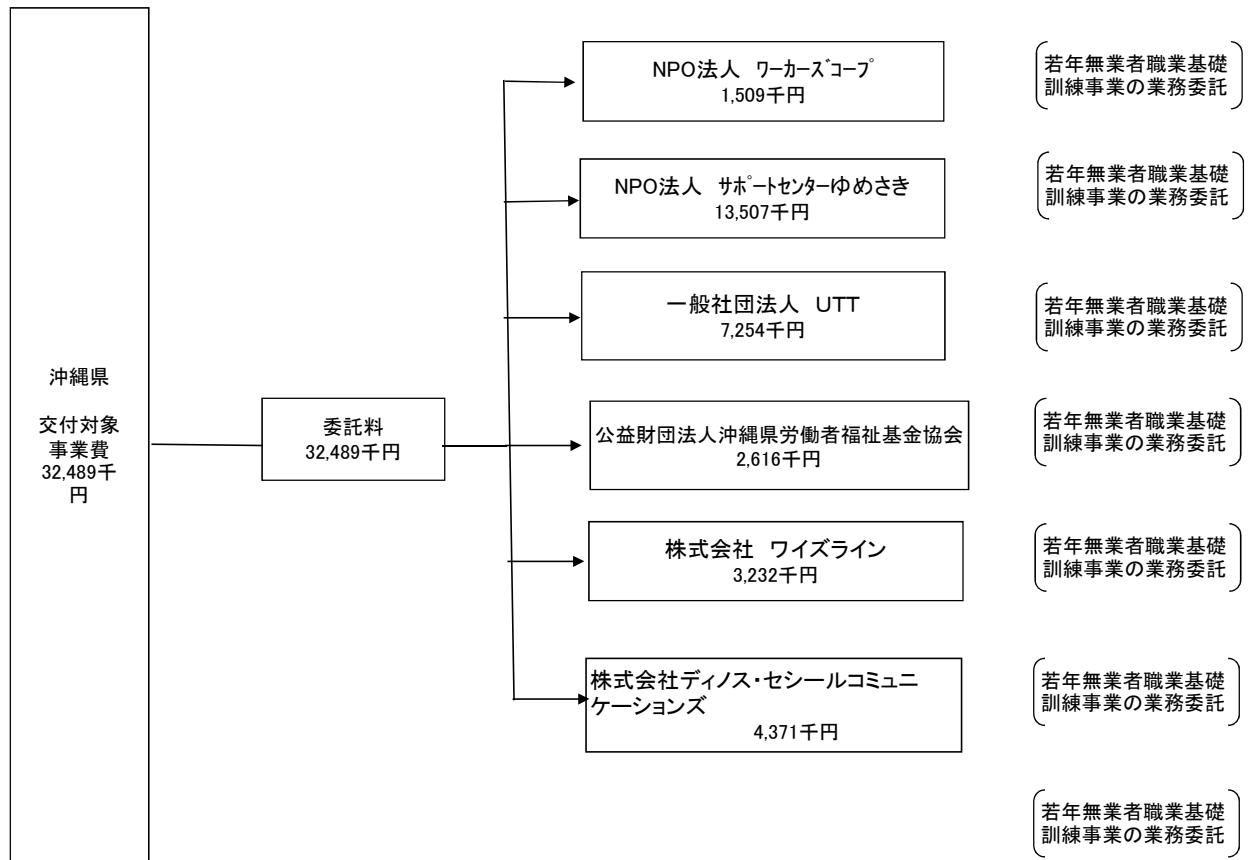 沖縄県
交付対象
事業費
32,489千
円
委託料
32,489千円
NPO法人　ワーカーズコープ
1,509千円
若年無業者職業基礎
訓練事業の業務委託
NPO法人　サポートセンターゆめさき
13,507千円
若年無業者職業基礎
訓練事業の業務委託
一般社団法人　UTT
7,254千円
若年無業者職業基礎
訓練事業の業務委託
公益財団法人沖縄県労働者福祉基金協会
2,616千円
若年無業者職業基礎
訓練事業の業務委託
株式会社　ワイズライン
3,232千円
若年無業者職業基礎
訓練事業の業務委託
株式会社ディノス・セシールコミュニ
ケーションズ
4,371千円
若年無業者職業基礎
訓練事業の業務委託
若年無業者職業基礎
訓練事業の業務委託